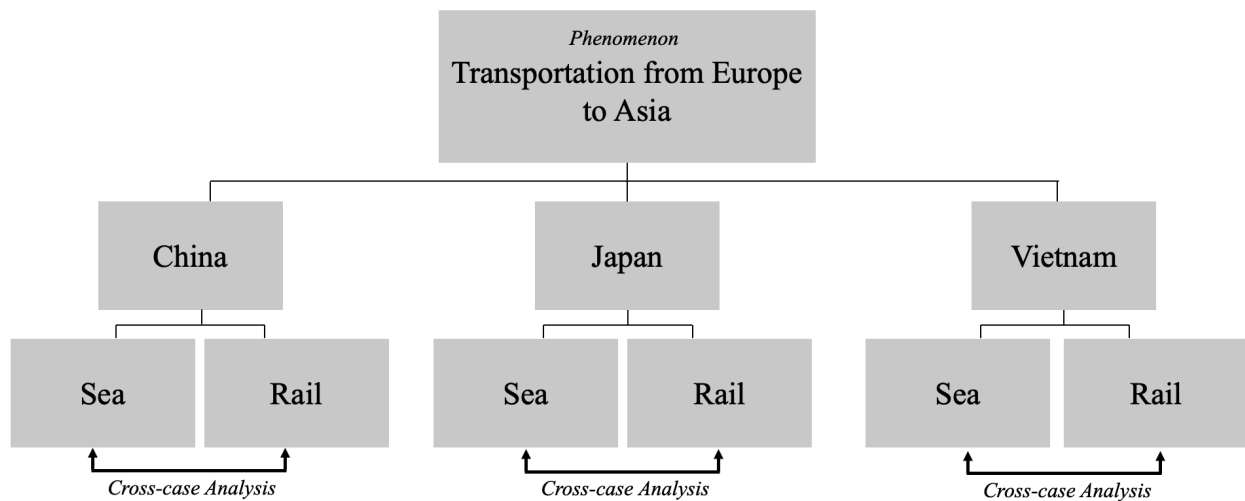 Phenomenon
Transportation from Europe
to Asia
China
Japan
Vietnam
Sea
Rail
Sea
Rail
Sea
Rail
Cross-case Analysis
Cross-case Analysis
Cross-case Analysis